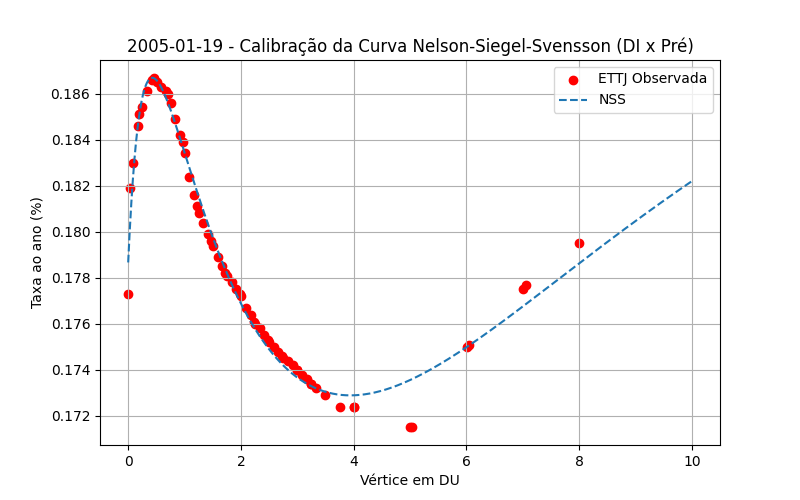 2005-01-19 - Calibração da Curva Nelson-Siegel-Svensson (DI x Pré)
ETTJ Observada
NSS
Taxa ao ano (%)
0.186
0.184
0.182
0.180
0.178
0.176
0.174
0.172
0 2 4 6 8 10
Vértice em DU